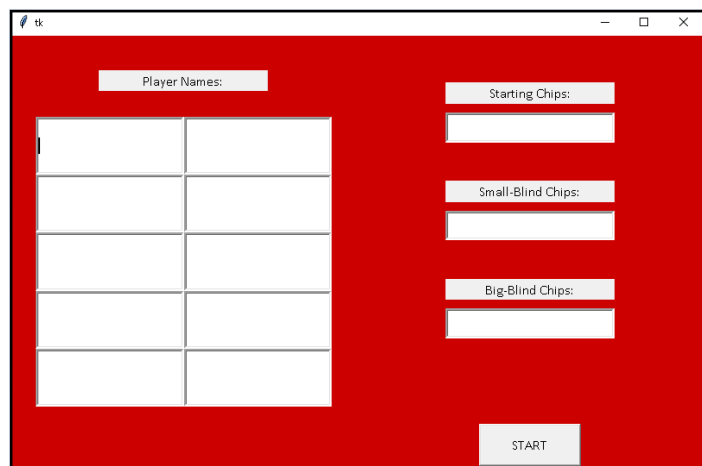 tk
Player Names:
Starting Chips:
Small-Blind Chips:
Big-Blind Chips:
START